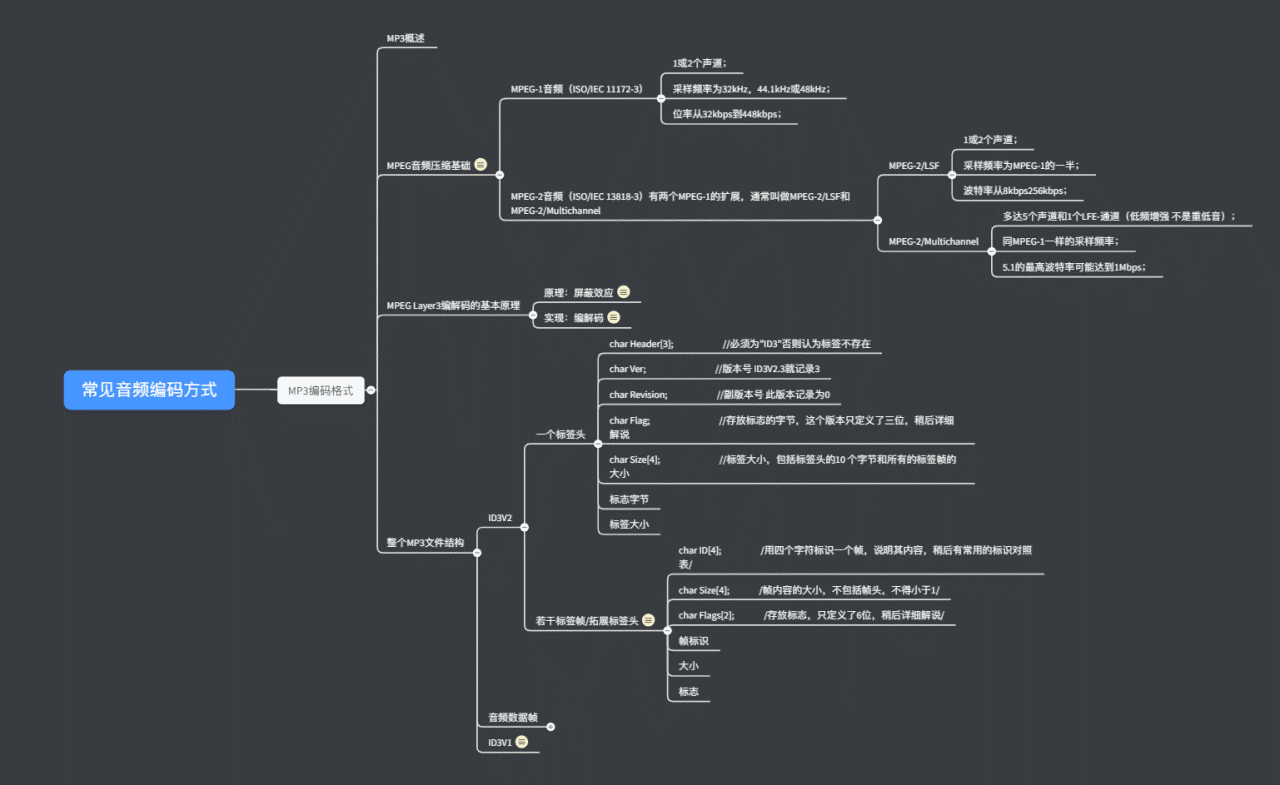 MP3概述
1或2个声道；
MPEG-1音频（ISO/IEC 11172-3）
采样频率为32kHz，44.1kHz或48kHz；
位率从32kbps到448kbps；
MPEG音频压缩基础
1或2个声道；
MPEG-2/LSF
采样频率为MPEG-1的一半；
波特率从8kbps256kbps；
MPEG-2音频（ISO/IEC 13818-3）有两个MPEG-1的扩展，通常叫做MPEG-2/LSF和
MPEG-2/Multichannel
多达5个声道和1个LFE-通道（低频增强 不是重低音）；
MPEG-2/Multichannel
同MPEG-1一样的采样频率；
5.1的最高波特率可能达到1Mbps；
MPEG Layer3编解码的基本原理
原理：屏蔽效应
实现：编解码
常见音频编码方式
MP3编码格式
char Header[3]; //必须为"ID3"否则认为标签不存在
char Ver; //版本号 ID3V2.3就记录3
char Revision; //副版本号 此版本记录为0
一个标签头
char Flag; //存放标志的字节，这个版本只定义了三位，稍后详细
解说
char Size[4]; //标签大小，包括标签头的10 个字节和所有的标签帧的
大小
标志字节
标签大小
ID3V2
整个MP3文件结构
char ID[4]; /用四个字符标识一个帧，说明其内容，稍后有常用的标识对照
表/
char Size[4]; /帧内容的大小，不包括帧头，不得小于1/
char Flags[2]; /存放标志，只定义了6位，稍后详细解说/
若干标签帧/拓展标签头
帧标识
大小
标志
音频数据帧
ID3V1